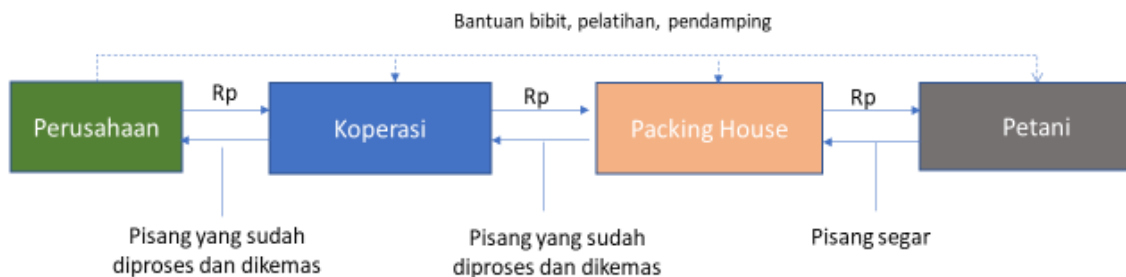 Bantuan bibit, pelatihan, pendamping
Rp
Rp
Rp
Perusahaan
Koperasi
Packing House
Petani
Pisang yang sudah
diproses dan dikemas
Pisang yang sudah
diproses dan dikemas
Pisang segar